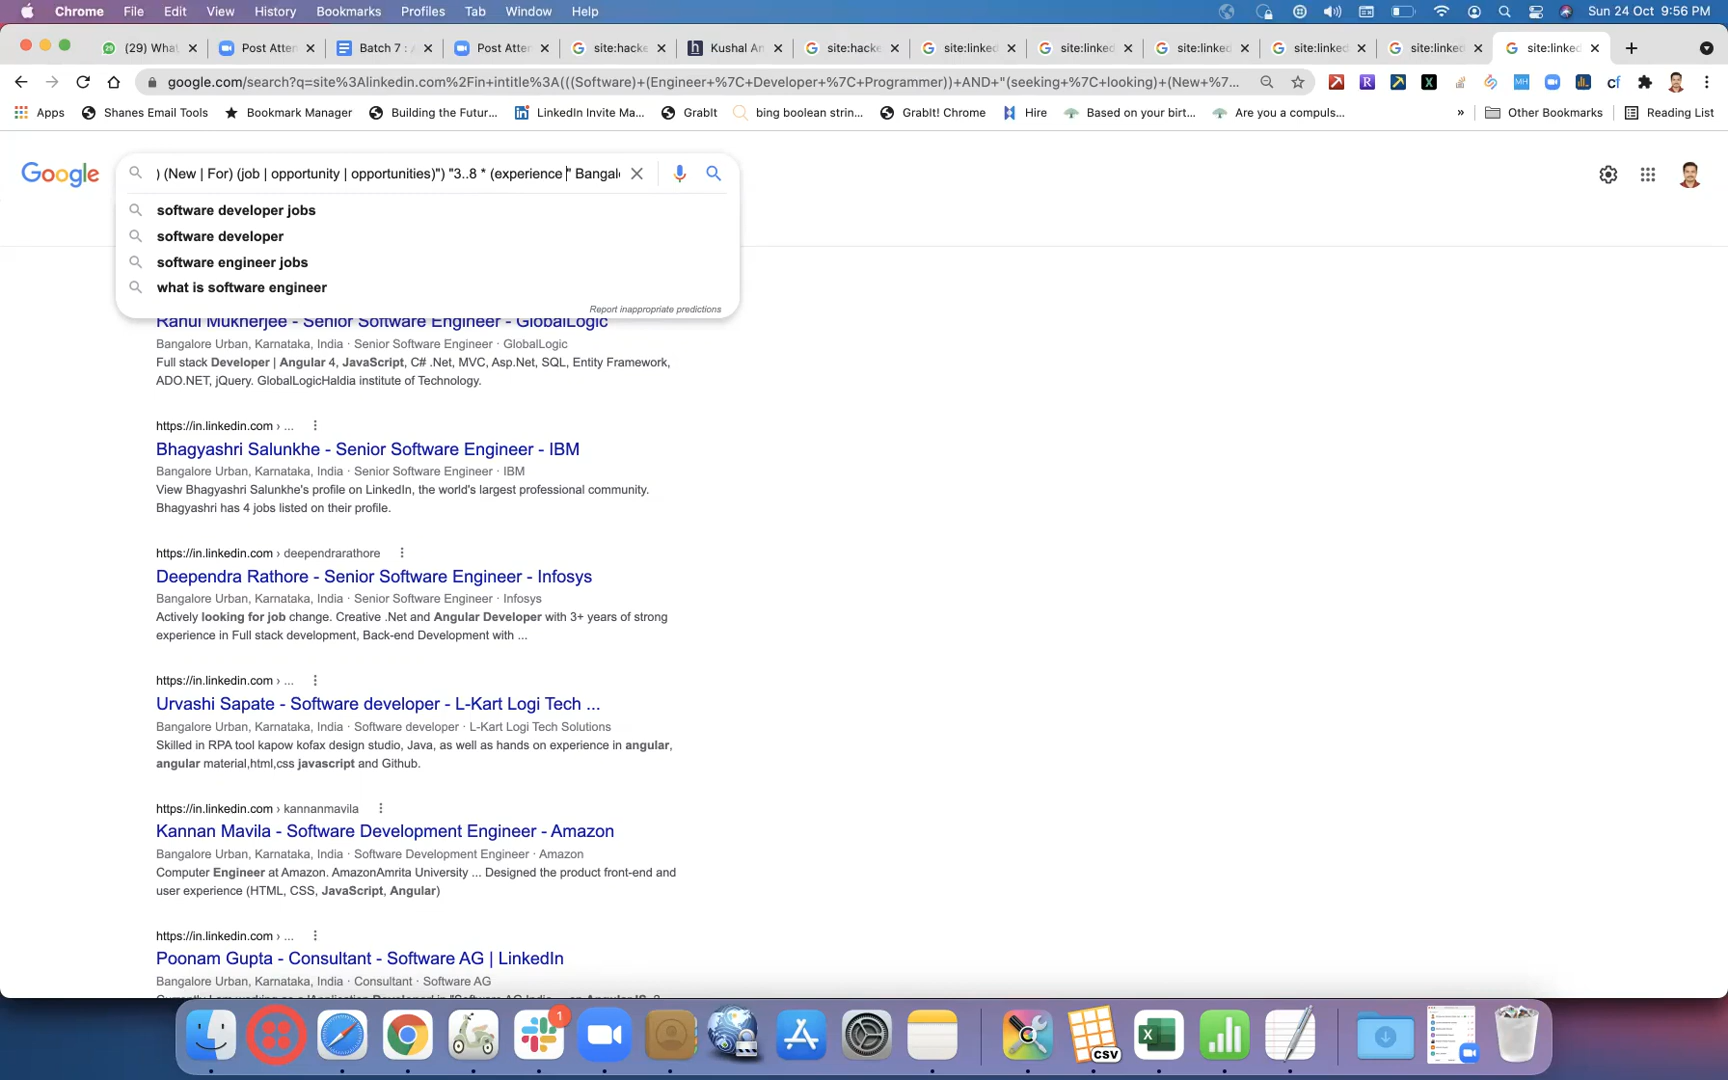 Chrome File Edit View History Bookmarks Profiles Tab Window Help Sun 24 Oct 9:56 PM
29 (29) Wha Post Atten Batch 7 : Post Atten site:hacke Kushal An site:hacke site:linked site:linked site:linked site:linked site:linked site:linked
google.com/search?q=site%3Alinkedin.com%2Fin+intitle%3A(((Software)+(Engineer+%7C+Developer+%7C+Programmer))+AND+"(seeking+%7C+looking)+(New+%7...
Apps Shanes Email Tools Bookmark Manager Building the Futur... LinkedIn Invite Ma... GrabIt bing boolean strin... GrabIt! Chrome Hire Based on your birt... Are you a compuls... » Other Bookmarks Reading List
Google ) (New | For) (job | opportunity | opportunities)") "3..8 * (experience " Bangal
software developer jobs
software developer
software engineer jobs
what is software engineer
Report inappropriate predictions
Rahul Mukherjee - Senior Software Engineer - GlobalLogic
Bangalore Urban, Karnataka, India · Senior Software Engineer · GlobalLogic
Full stack Developer | Angular 4, JavaScript, C# .Net, MVC, Asp.Net, SQL, Entity Framework,
ADO.NET, jQuery. GlobalLogicHaldia institute of Technology.
https://in.linkedin.com › ...
Bhagyashri Salunkhe - Senior Software Engineer - IBM
Bangalore Urban, Karnataka, India · Senior Software Engineer · IBM
View Bhagyashri Salunkhe's profile on LinkedIn, the world's largest professional community.
Bhagyashri has 4 jobs listed on their profile.
https://in.linkedin.com › deependrarathore
Deependra Rathore - Senior Software Engineer - Infosys
Bangalore Urban, Karnataka, India · Senior Software Engineer · Infosys
Actively looking for job change. Creative .Net and Angular Developer with 3+ years of strong
experience in Full stack development, Back-end Development with ...
https://in.linkedin.com › ...
Urvashi Sapate - Software developer - L-Kart Logi Tech ...
Bangalore Urban, Karnataka, India · Software developer · L-Kart Logi Tech Solutions
Skilled in RPA tool kapow kofax design studio, Java, as well as hands on experience in angular,
angular material,html,css javascript and Github.
https://in.linkedin.com › kannanmavila
Kannan Mavila - Software Development Engineer - Amazon
Bangalore Urban, Karnataka, India · Software Development Engineer · Amazon
Computer Engineer at Amazon. AmazonAmrita University ... Designed the product front-end and
user experience (HTML, CSS, JavaScript, Angular)
https://in.linkedin.com › ...
Poonam Gupta - Consultant - Software AG | LinkedIn
Bangalore Urban, Karnataka, India · Consultant · Software AG
1
CSV